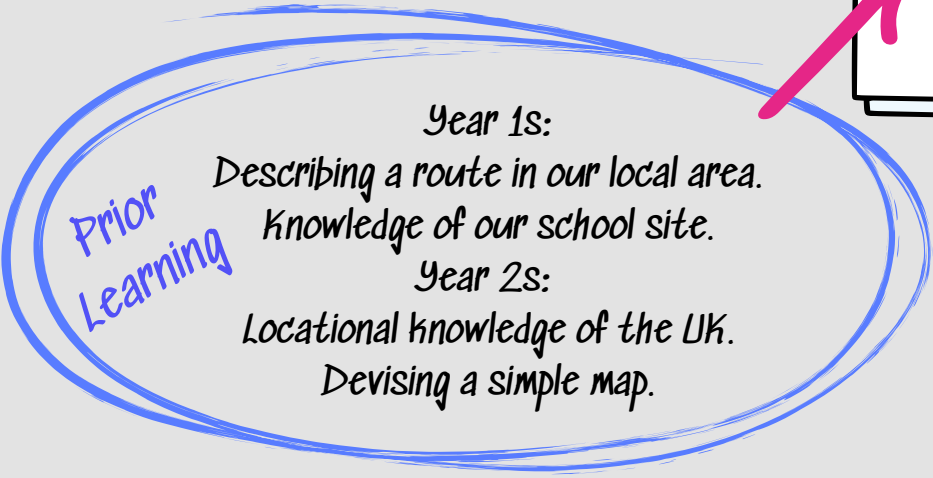 Prior
Learning
Year 1s:
Describing a route in our local area.
Knowledge of our school site.
Year 2s:
Locational knowledge of the UK.
Devising a simple map.